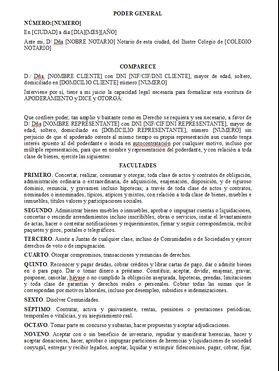 PODER GENERAL
NÚMERO:[NUMERO]
En [CIUDAD] a día [DIA][MES][AÑO]
Ante mi, D./ Dña [NOBRE NOTARIO] Notario de esta ciudad, del Ilustre Colegio de [COLEGIO
NOTARIO]
COMPARECE
D./ Dña. [NOMBRE CLIENTE] con DNI [NIF/CIF/DNI CLIENTE], mayor de edad, soltero,
domiciliado en [DOMICILIO CLIENTE] número [NUMERO]
Interviene por sí, tiene a mi juicio la capacidad legal necesaria para formalizar esta escritura de
APODERAMIENTO y DICE y OTORGA:
Que confiere poder, tan amplio y bastante como en Derecho se requiera y sea necesario, a favor de
D./ Dña [NOMBRE REPRESENTANTE] con DNI [NIF/CIF/DNI REPRESENTANTE], mayor de
edad, soltero, domiciliado en [DOMILIO REPRESENTANTE], número [NUMERO] sin
perjuicio de que el apoderado ostente al mismo tiempo su propia representación aun cuando tenga
interés opuesto al del poderdante o incida en autocontratación por cualquier motivo, incluso por
múltiple representación, para que en nombre y representación del poderdante, y con relación a toda
clase de bienes, ejercite las siguientes:
FACULTADES
PRIMERO. Concertar, realizar, consumar y otorgar, toda clase de actos y contratos de obligación,
administración ordinaria o extraordinaria, de adquisición, enajenación, disposición, y de riguroso
dominio, renuncia, y gravamen incluso hipotecas; a través de toda clase de actos y contratos,
nominados o innominados, típicos, atípicos y mixtos, con relación a toda clase de bienes, muebles e
inmuebles, títulos valores y participaciones sociales.
SEGUNDO. Administrar bienes muebles o inmuebles, aprobar o impugnar cuentas o liquidaciones,
concertar o rescindir arrendamientos incluso inscribibles, obras o servicios, instar el levantamiento
de actas, hacer o contestar notificaciones y requerimientos, firmar y seguir correspondencia, recibir
paquetes y giros, postales o telegráficos.
TERCERO. Asistir a Juntas de cualquier clase, incluso de Comunidades o de Sociedades y ejercer
derechos de voto o de impugnación.
CUARTO. Otorgar compromisos, transacciones y renuncias de derechos.
QUINTO. Reconocer y pagar deudas, cobrar créditos y librar cartas de pago, dar o admitir bienes
en o para pago. Dar o tomar dinero a préstamo. Constituir, aceptar, dividir, enajenar, gravar,
posponer, cancelar, hayase o no cumplido la obligación asegurada, hipotecas, prendas, limitaciones
y toda clase de garantías y derechos reales o personales. Cobrar todas las sumas que le
correspondan por motivos laborales, incluso por desempleo, subsidio e indemnizaciones.
SEXTO. Disolver Comunidades.
SÉPTIMO. Contratar, activa y pasivamente, rentas, pensiones o prestaciones periódicas,
temporales o vitalicias, y su aseguramiento real.
OCTAVO. Tomar parte en concurso y subastas, hacer propuestas y aceptar adjudicaciones.
NOVENO. Aceptar con o sin beneficio de inventario, repudiar y manifestar herencias, hacer y
aceptar donaciones, hacer, aprobar o impugnar particiones de herencias y liquidaciones de sociedad
conyugal, entregar y recibir legados, aceptar, liquidar y extinguir fideicomisos, pagar, cobrar, fijar,